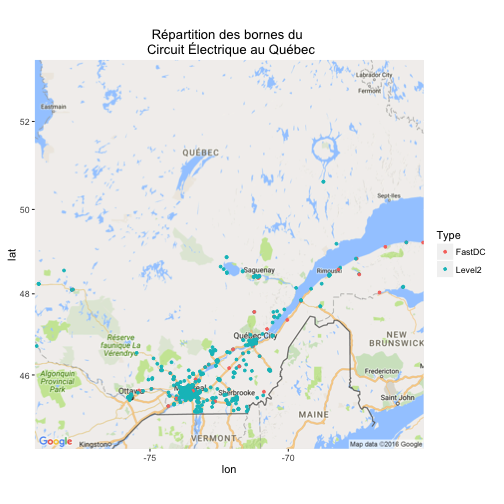 Répartition des bornes du
Circuit Électrique au Québec
Labrador City
Fermont
Eastmain
52
QUÉBEC
50
Sept-Iles
lat
Type
FastDC
Level2
Saguenay
Rimouski
48
Québec City
NEW
BRUNSWICK
Réserve
faunique La
Vérendrye
46
Algonquin
Provincial
Park
Fredericton
Ottawa
Montreal
Sherbrooke
Saint John
MAINE
VERMONT
Google
Kingston
Map data ©2016 Google
-75
-70
lon